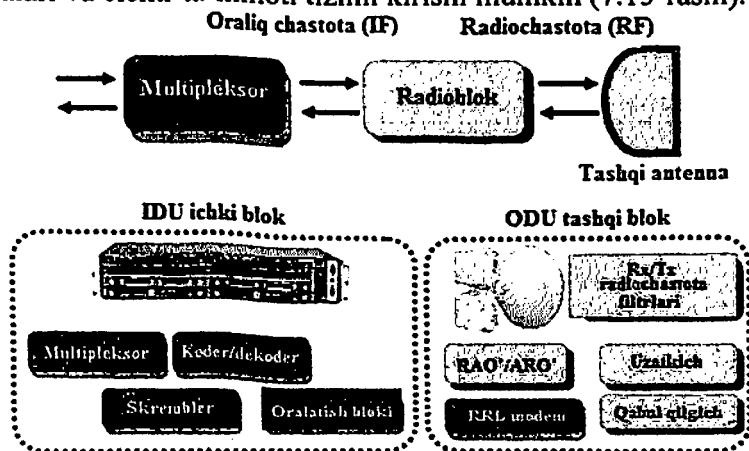 Oraliq chastota (IF) Radiochastota (RF)
Multipleksor
Radioblok
Tashqi antenna
IDU ichki blok
ODU tashqi blok
Rx/Tx
radiochastota
filtrlari
Multipleksor
Koder/dekoder
Skrembler
Oralatish bloki
RAO'/ARO'
Uzatkich
RRL modem
Qabul qilgich